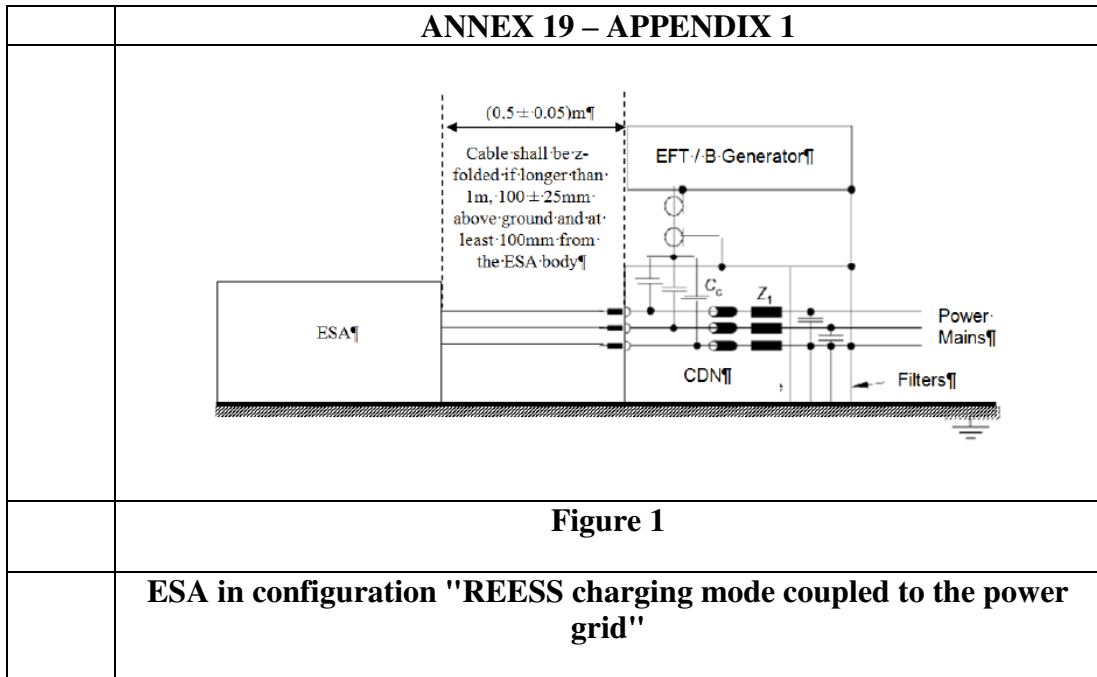 ANNEX 19 – APPENDIX 1
(0,5·±·0.05)m¶
Cable·shall·be·z-
folded·if·longer·than·
1m,·100·±·25mm·
above·ground·and·at·
least·100mm·from·
the·ESA·body¶
EFT·/·B·Generator¶
C_c
Z_1
ESA¶
Power·
Mains¶
CDN¶
Filters¶
Figure 1
ESA in configuration "REESS charging mode coupled to the power
grid"